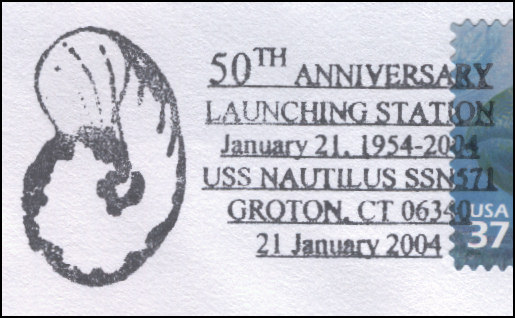 50TH ANNIVERSARY
LAUNCHING STATION
January 21, 1954-2004
USS NAUTILUS SSN571
GROTON, CT 06340
21 January 2004
USA
37